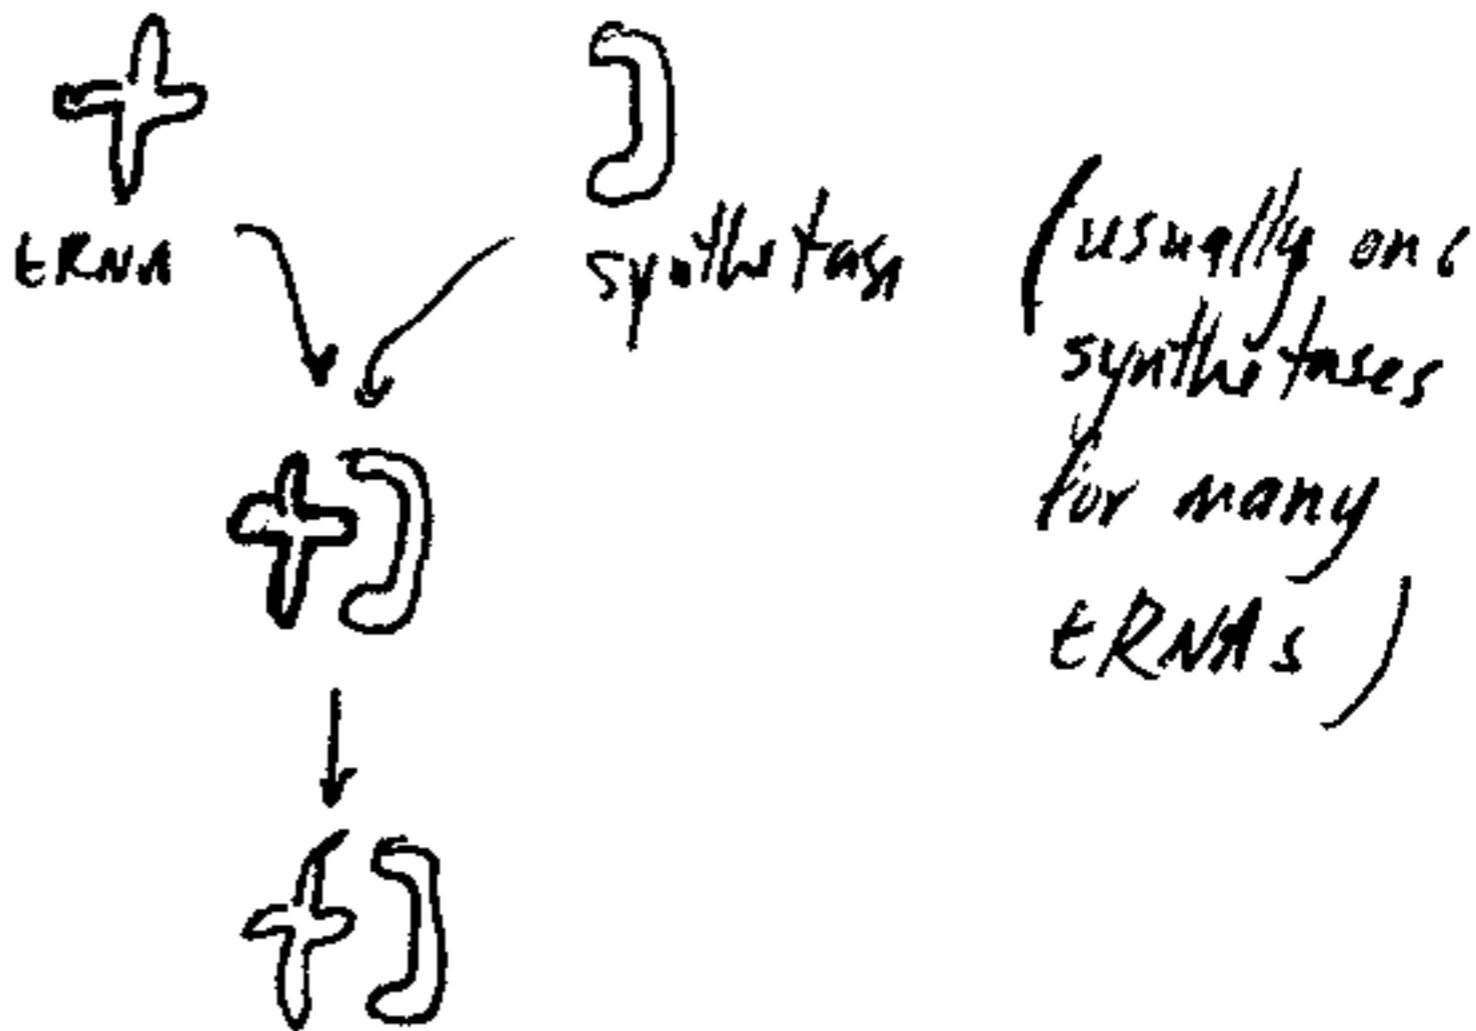 tRNA
synthetase
(usually one
synthetases
for many
tRNAs)